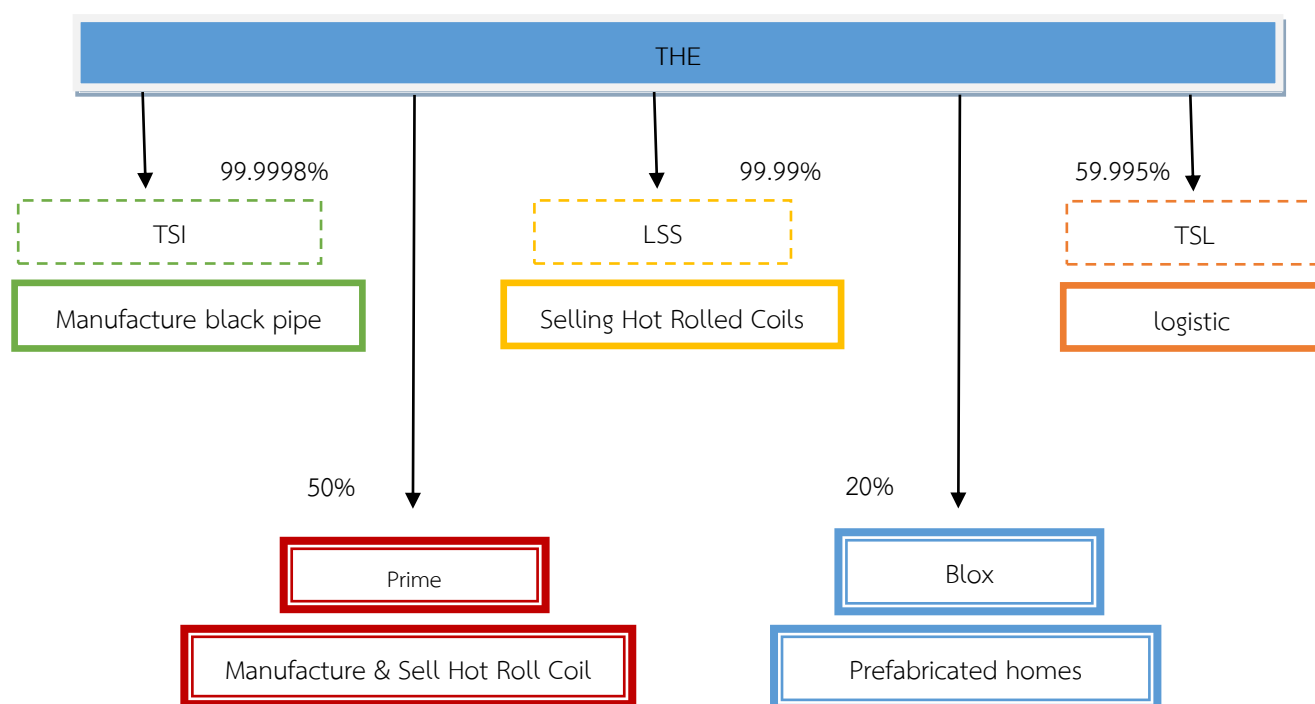 THE
99.9998%
99.99%
59.995%
TSI
LSS
TSL
Manufacture black pipe
Selling Hot Rolled Coils
logistic
50%
20%
Prime
Blox
Manufacture & Sell Hot Roll Coil
Prefabricated homes